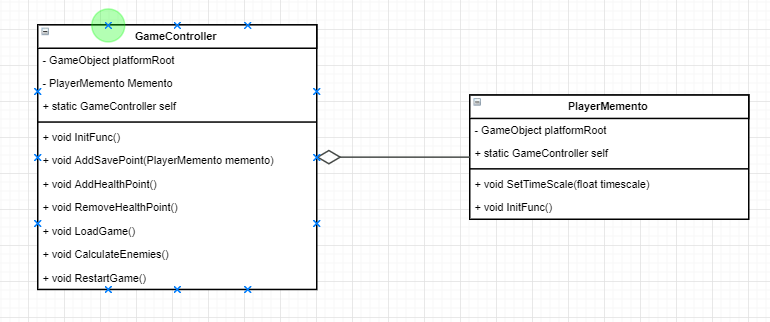 GameController
- GameObject platformRoot
- PlayerMemento Memento
+ static GameController self
+ void InitFunc()
+ void AddSavePoint(PlayerMemento memento)
+ void AddHealthPoint()
+ void RemoveHealthPoint()
+ void LoadGame()
+ void CalculateEnemies()
+ void RestartGame()
PlayerMemento
- GameObject platformRoot
+ static GameController self
+ void SetTimeScale(float timescale)
+ void InitFunc()